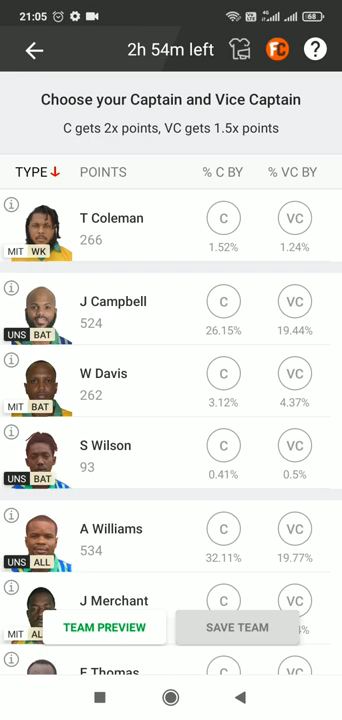 21:05 4G 68
2h 54m left FC ?
Choose your Captain and Vice Captain
C gets 2x points, VC gets 1.5x points
TYPE POINTS % C BY % VC BY
i T Coleman C VC
266
MIT WK 1.52% 1.24%
i J Campbell C VC
524
UNS BAT 26.15% 19.44%
i W Davis C VC
262
MIT BAT 3.12% 4.37%
i S Wilson C VC
93
UNS BAT 0.41% 0.5%
i A Williams C VC
534
UNS ALL 32.11% 19.77%
i J Merchant C VC
MIT TEAM PREVIEW SAVE TEAM
i C VC